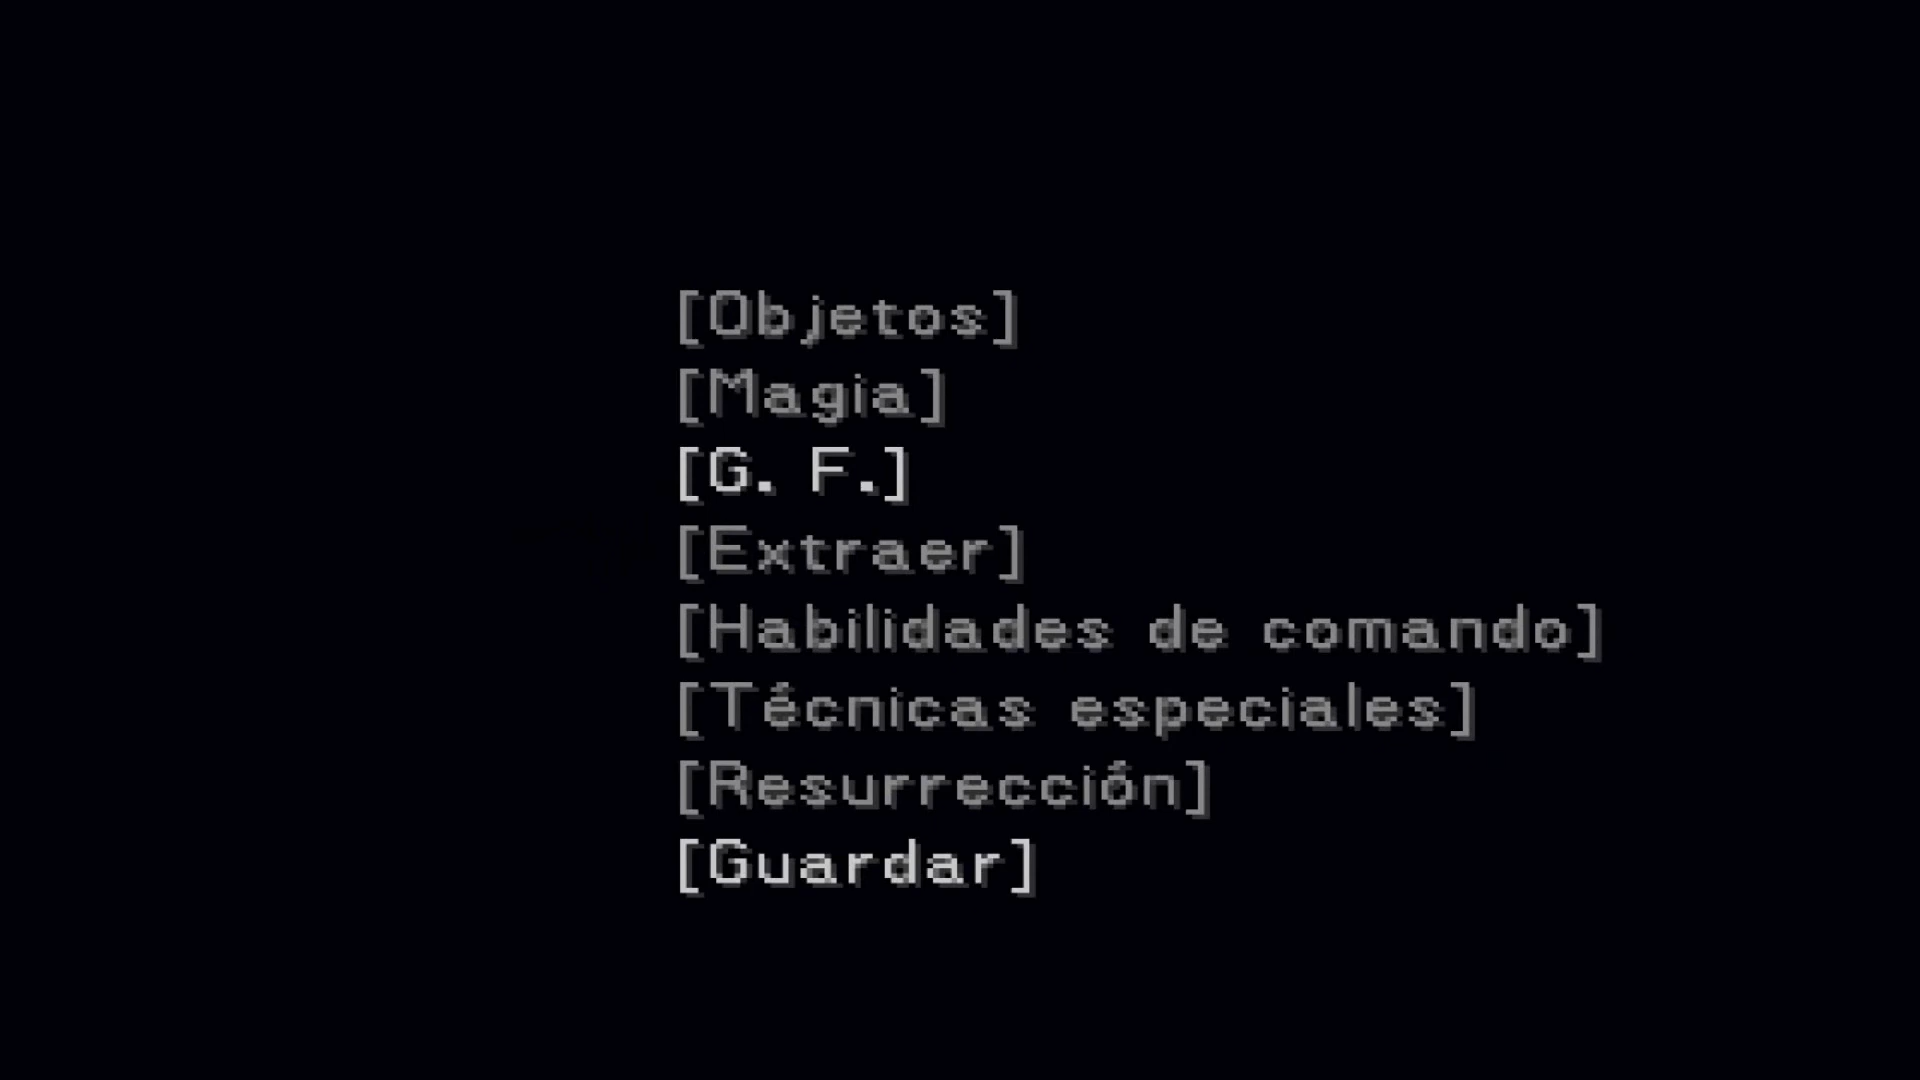 [Objetos]
[Magia]
[G. F.]
[Extraer]
[Habilidades de comando]
[Técnicas especiales]
[Resurrección]
[Guardar]